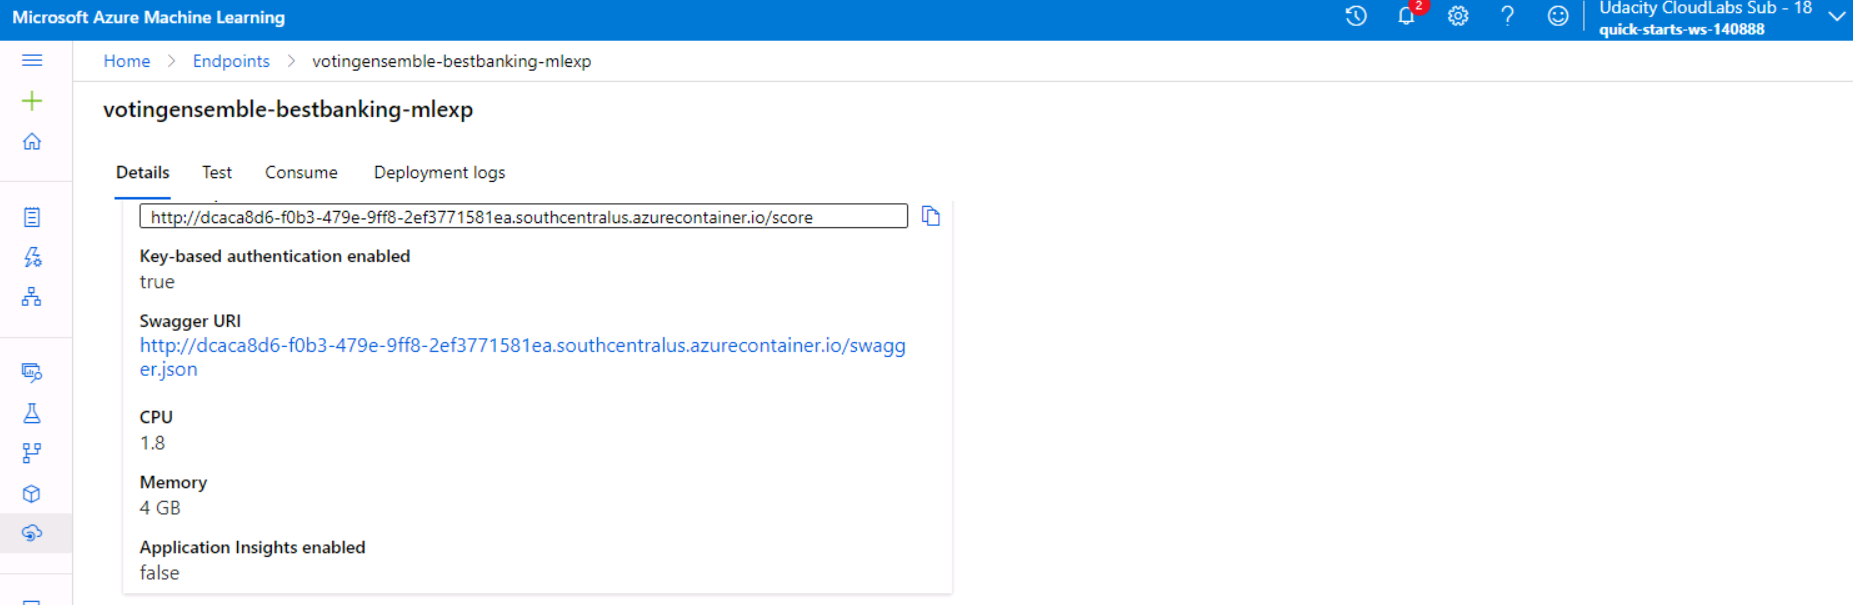 Microsoft Azure Machine Learning
2
Udacity CloudLabs Sub - 18
quick-starts-ws-140888
Home > Endpoints > votingensemble-bestbanking-mlexp
votingensemble-bestbanking-mlexp
Details Test Consume Deployment logs
http://dcaca8d6-f0b3-479e-9ff8-2ef3771581ea.southcentralus.azurecontainer.io/score
Key-based authentication enabled
true
Swagger URI
http://dcaca8d6-f0b3-479e-9ff8-2ef3771581ea.southcentralus.azurecontainer.io/swagg
er.json
CPU
1.8
Memory
4 GB
Application Insights enabled
false